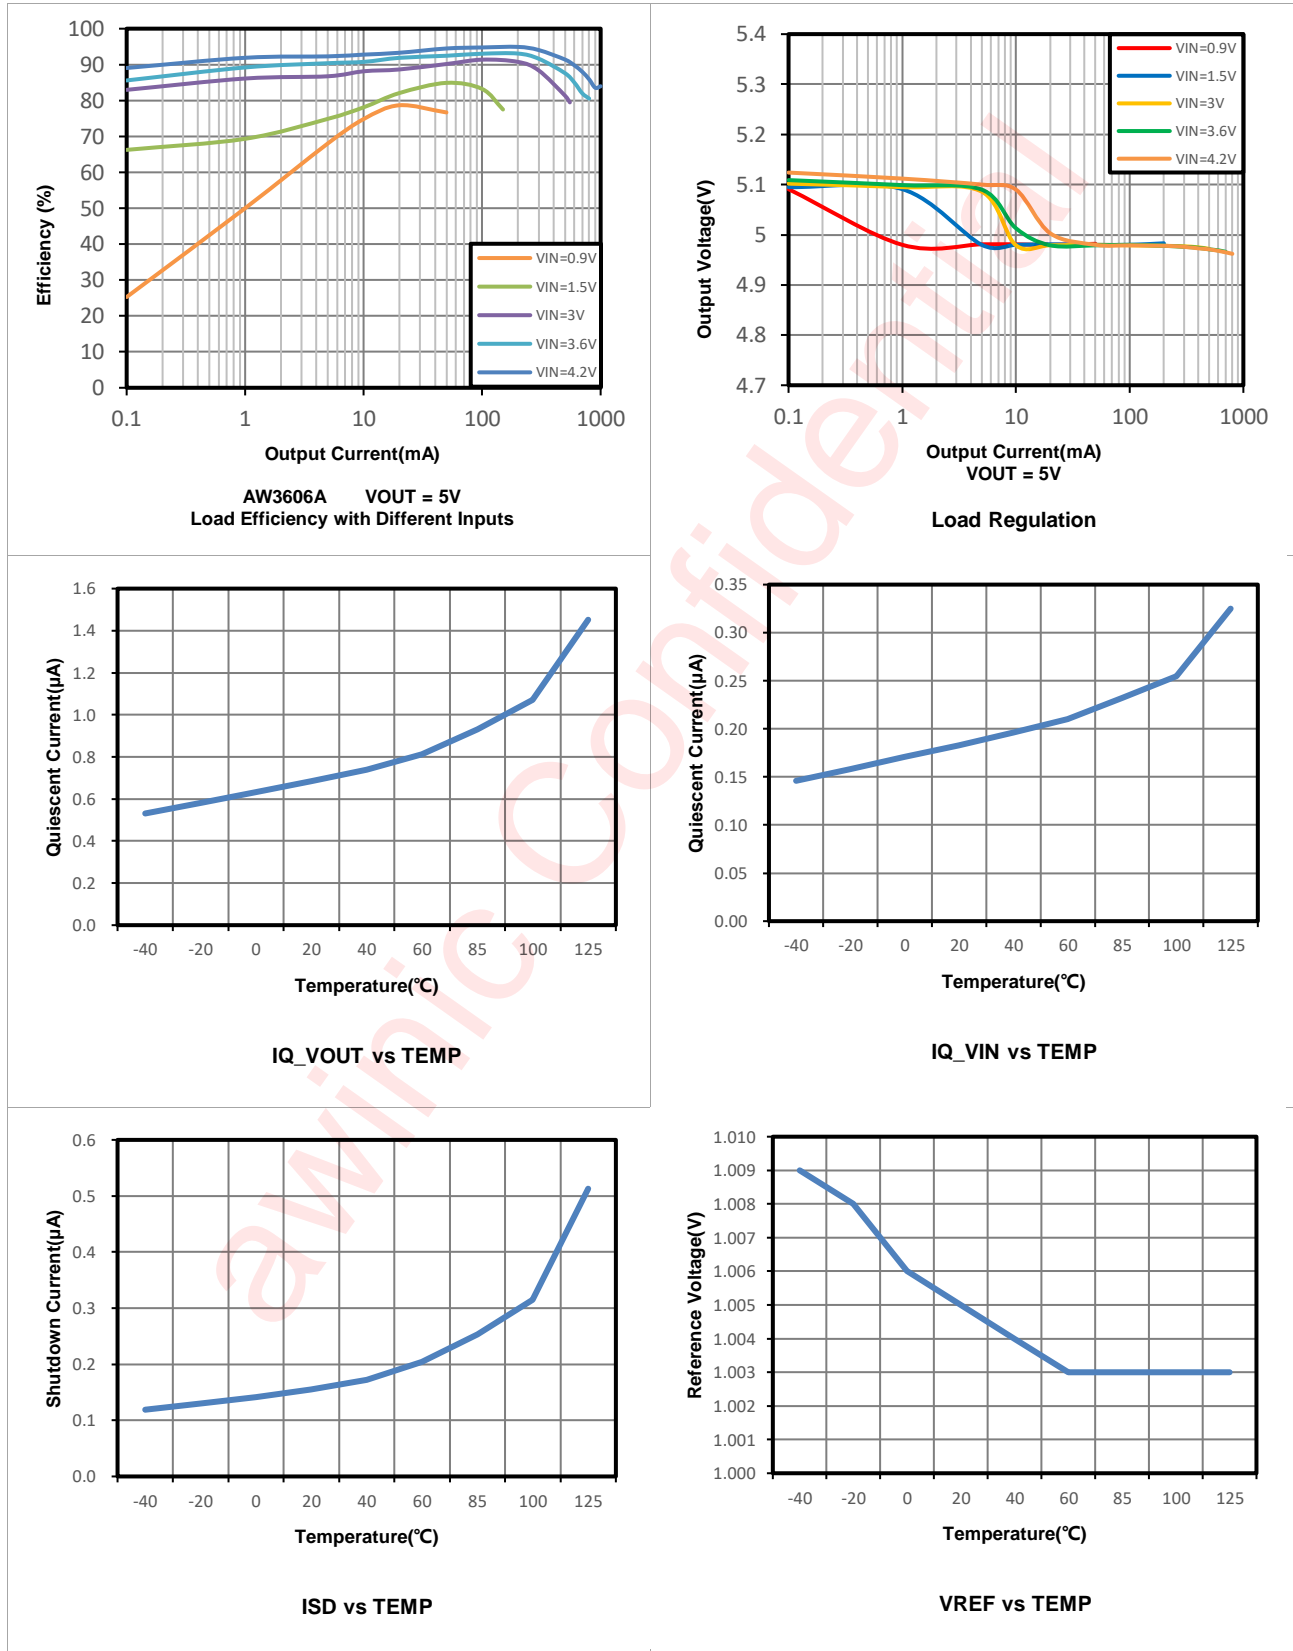 100
90
80
70
60
50
40
30
20
10
0
Efficiency (%)
VIN=0.9V
VIN=1.5V
VIN=3V
VIN=3.6V
VIN=4.2V
0.1 1 10 100 1000
Output Current(mA)
AW3606A VOUT = 5V
Load Efficiency with Different Inputs
5.4
5.3
5.2
5.1
5
4.9
4.8
4.7
Output Voltage(V)
VIN=0.9V
VIN=1.5V
VIN=3V
VIN=3.6V
VIN=4.2V
0.1 1 10 100 1000
Output Current(mA)
VOUT = 5V
Load Regulation
1.6
1.4
1.2
1.0
0.8
0.6
0.4
0.2
0.0
Quiescent Current(µA)
-40 -20 0 20 40 60 85 100 125
Temperature(℃)
IQ_VOUT vs TEMP
0.35
0.30
0.25
0.20
0.15
0.10
0.05
0.00
Quiescent Current(µA)
-40 -20 0 20 40 60 85 100 125
Temperature(℃)
IQ_VIN vs TEMP
0.6
0.5
0.4
0.3
0.2
0.1
0.0
Shutdown Current(µA)
-40 -20 0 20 40 60 85 100 125
Temperature(℃)
ISD vs TEMP
1.010
1.009
1.008
1.007
1.006
1.005
1.004
1.003
1.002
1.001
1.000
Reference Voltage(V)
-40 -20 0 20 40 60 85 100 125
Temperature(℃)
VREF vs TEMP
awinic Confidential